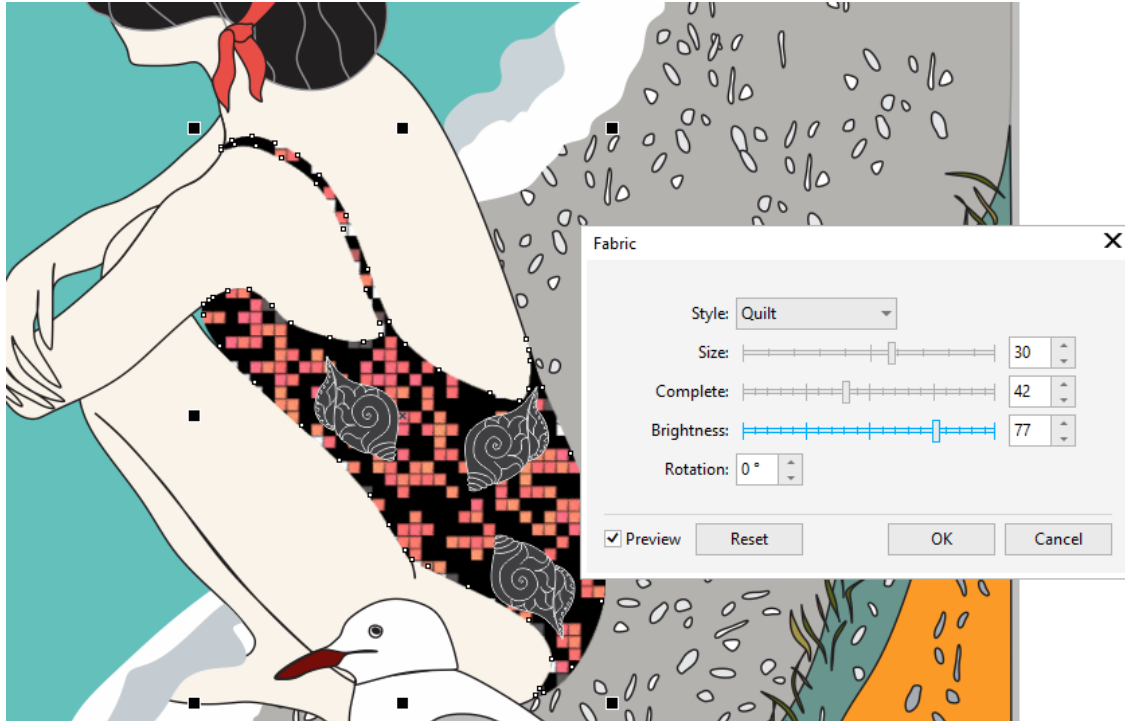 Fabric
Style: Quilt
Size: 30
Complete: 42
Brightness: 77
Rotation: 0 °
Preview Reset OK Cancel